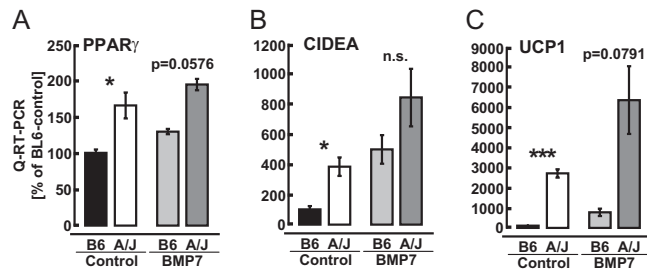 A
PPARγ
Q-RT-PCR
[% of BL6-control]
250
200
150
100
50
0
*
p=0.0576
B6 A/J B6 A/J
Control BMP7
B
CIDEA
1200
1000
800
600
400
200
0
*
n.s.
B6 A/J B6 A/J
Control BMP7
C
UCP1
9000
8000
7000
6000
5000
4000
3000
2000
1000
0
***
p=0.0791
B6 A/J B6 A/J
Control BMP7